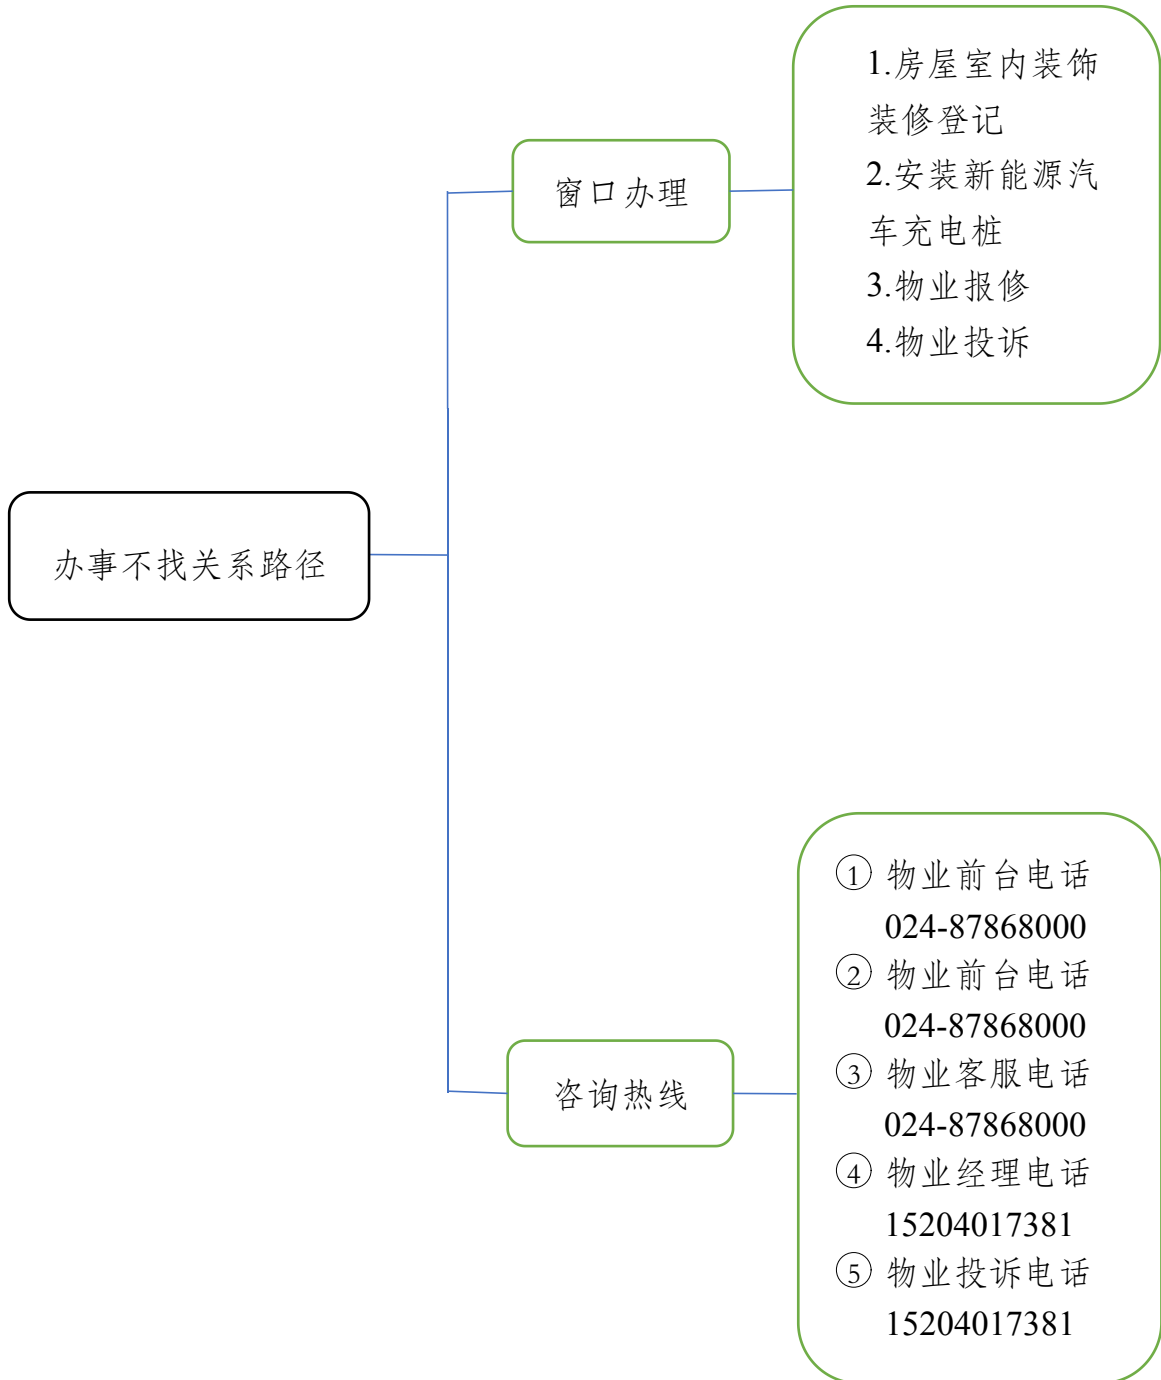 办事不找关系路径
窗口办理
1.房屋室内装饰
装修登记
2.安装新能源汽
车充电桩
3.物业报修
4.物业投诉
咨询热线
① 物业前台电话
024-87868000
② 物业前台电话
024-87868000
③ 物业客服电话
024-87868000
④ 物业经理电话
15204017381
⑤ 物业投诉电话
15204017381